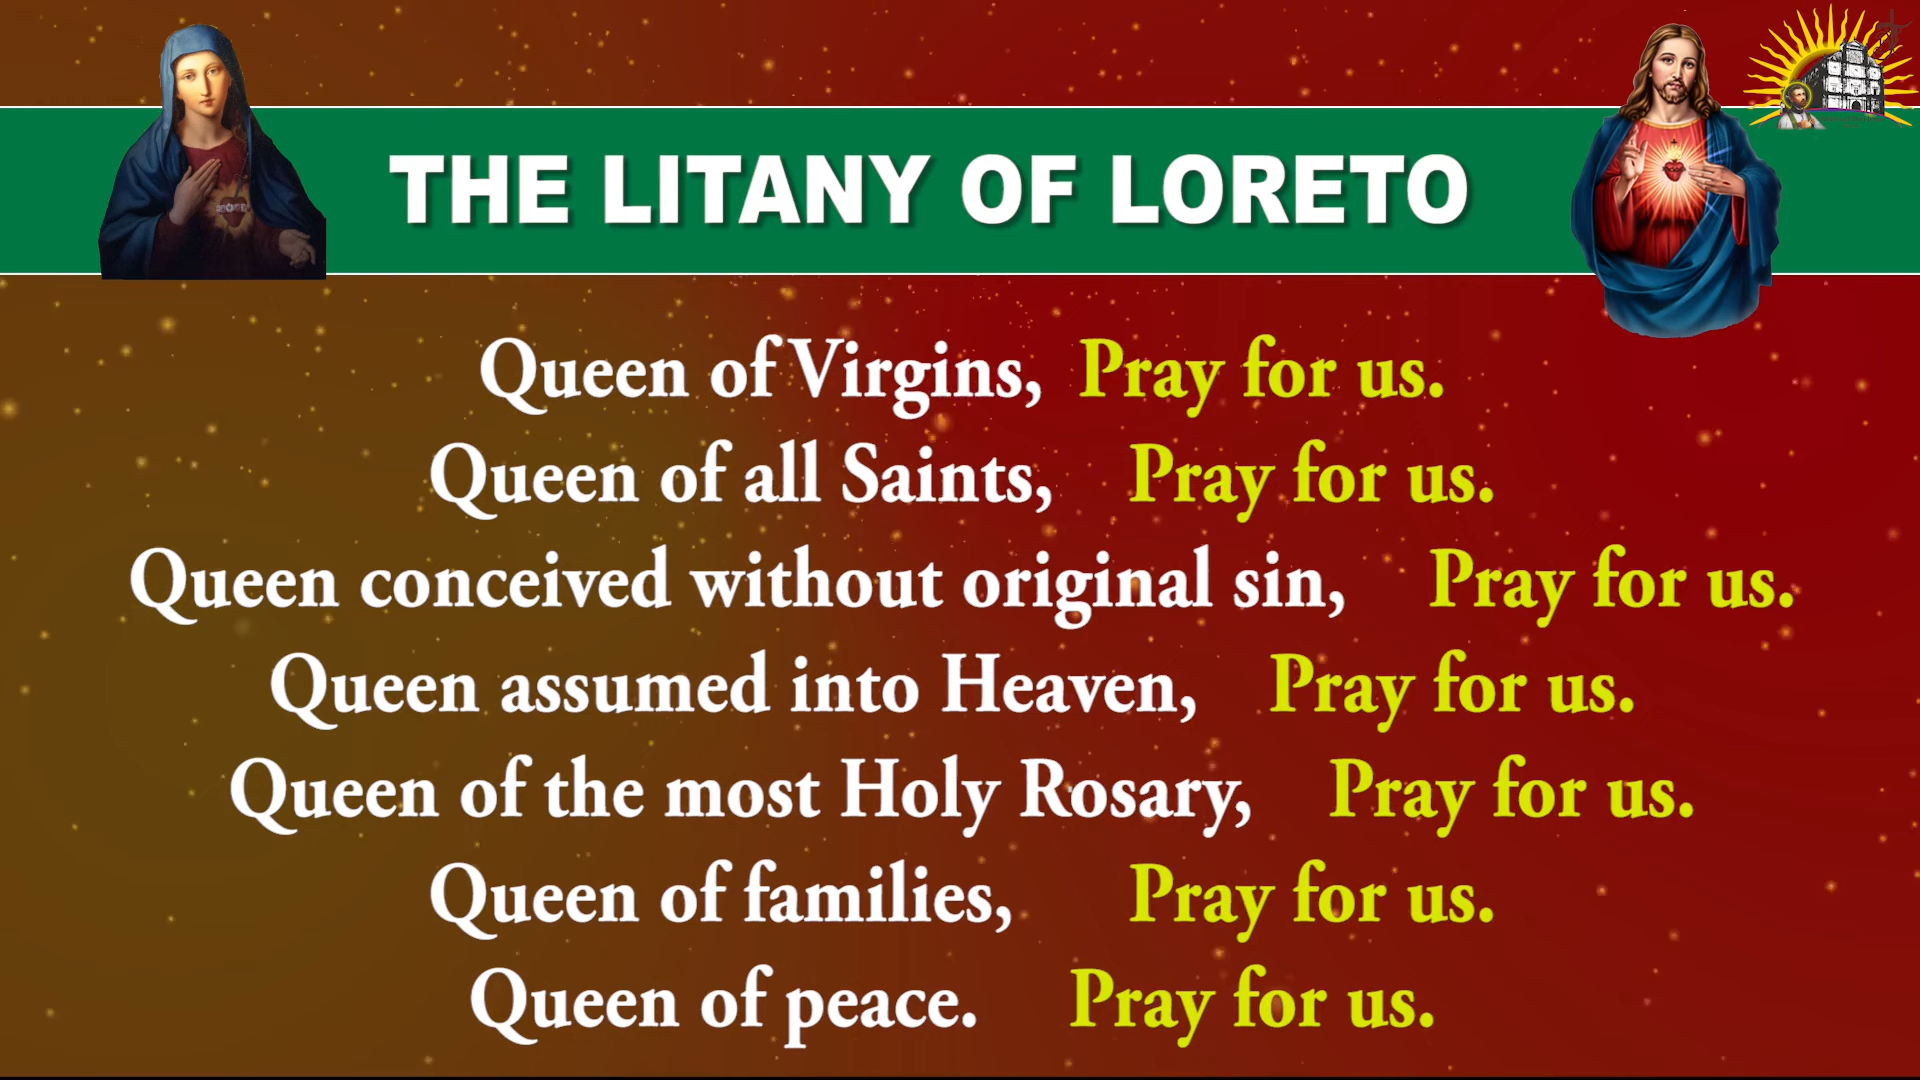 THE LITANY OF LORETO
Queen of Virgins, Pray for us.
Queen of all Saints, Pray for us.
Queen conceived without original sin, Pray for us.
Queen assumed into Heaven, Pray for us.
Queen of the most Holy Rosary, Pray for us.
Queen of families, Pray for us.
Queen of peace. Pray for us.